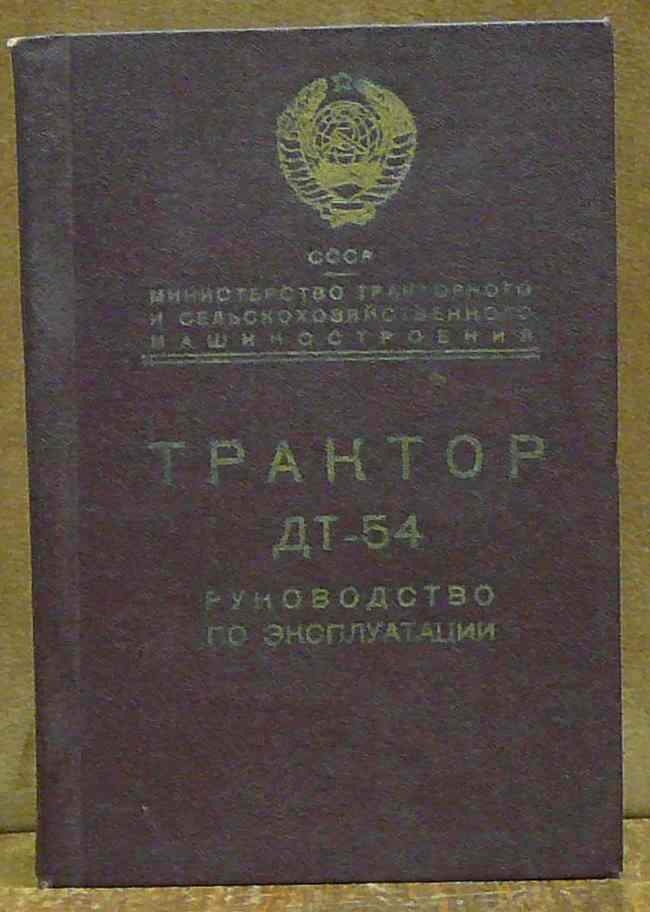 СССР
МИНИСТЕРСТВО ТРАКТОРНОГО
И СЕЛЬСКОХОЗЯЙСТВЕННОГО
МАШИНОСТРОЕНИЯ
ТРАКТОР
ДТ-54
РУКОВОДСТВО
ПО ЭКСПЛУАТАЦИИ